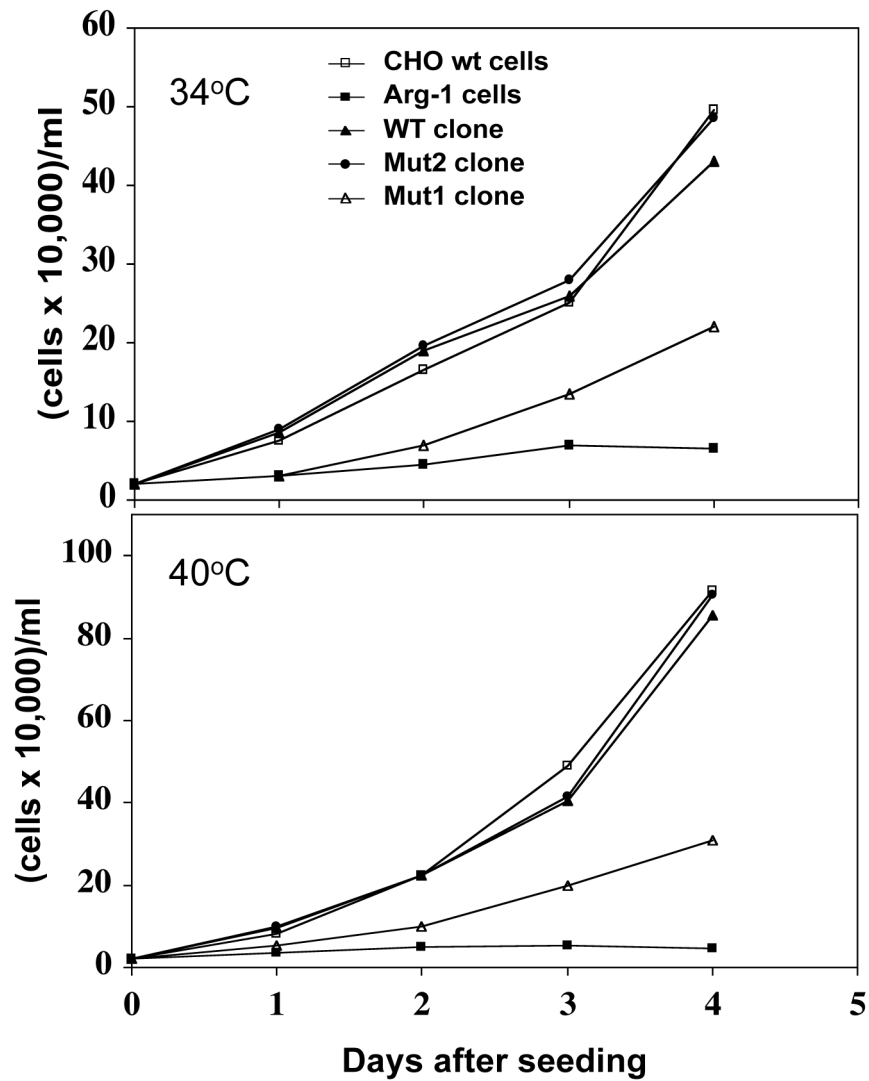 60
50
40
30
20
10
0
(cells x 10,000)/ml
34°C
CHO wt cells
Arg-1 cells
WT clone
Mut2 clone
Mut1 clone
100
80
60
40
20
0
(cells x 10,000)/ml
40°C
0 1 2 3 4 5
Days after seeding